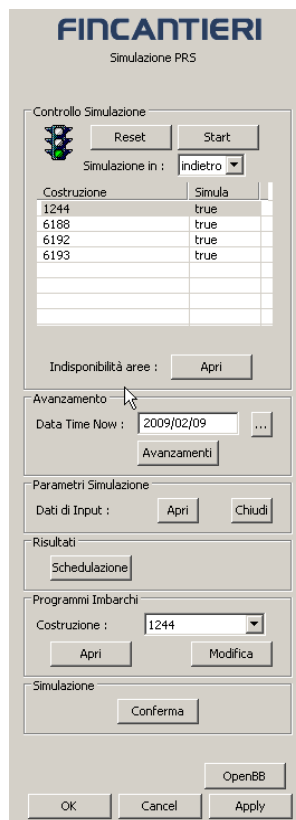 FINCANTIERI
Simulazione PRS
Controllo Simulazione
Reset Start
Simulazione in : indietro
Costruzione Simula
1244 true
6188 true
6192 true
6193 true
Indisponibilità aree : Apri
Avanzamento
Data Time Now : 2009/02/09 ...
Avanzamenti
Parametri Simulazione
Dati di Input : Apri Chiudi
Risultati
Schedulazione
Programmi Imbarchi
Costruzione : 1244
Apri Modifica
Simulazione
Conferma
OpenBB
OK Cancel Apply